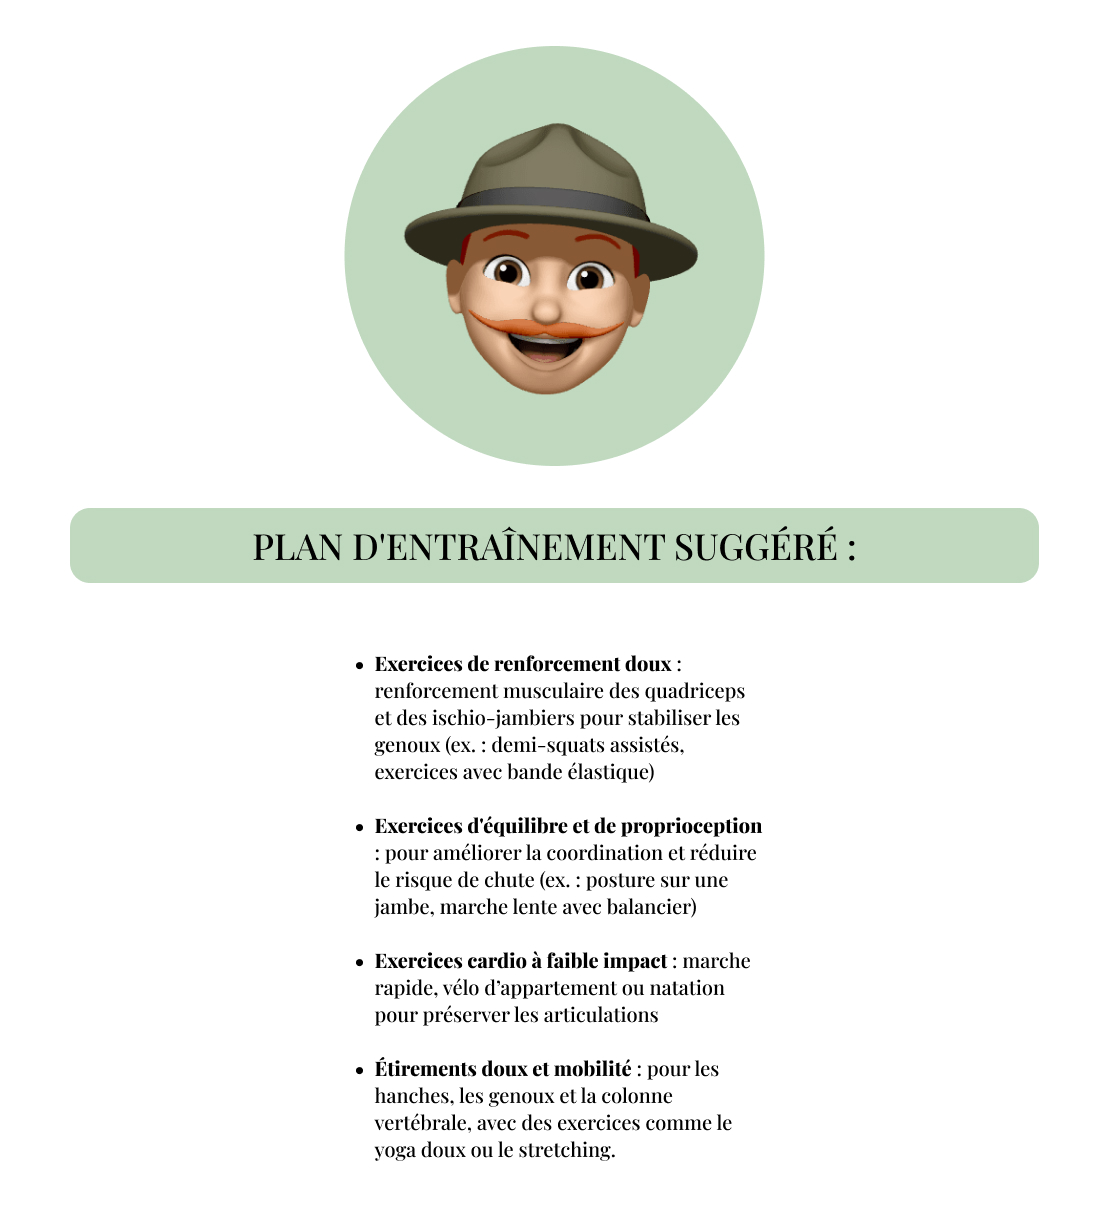 PLAN D'ENTRAÎNEMENT SUGGÉRÉ :
• Exercices de renforcement doux :
renforcement musculaire des quadriceps
et des ischio-jambiers pour stabiliser les
genoux (ex. : demi-squats assistés,
exercices avec bande élastique)
• Exercices d'équilibre et de proprioception
: pour améliorer la coordination et réduire
le risque de chute (ex. : posture sur une
jambe, marche lente avec balancier)
• Exercices cardio à faible impact : marche
rapide, vélo d’appartement ou natation
pour préserver les articulations
• Étirements doux et mobilité : pour les
hanches, les genoux et la colonne
vertébrale, avec des exercices comme le
yoga doux ou le stretching.